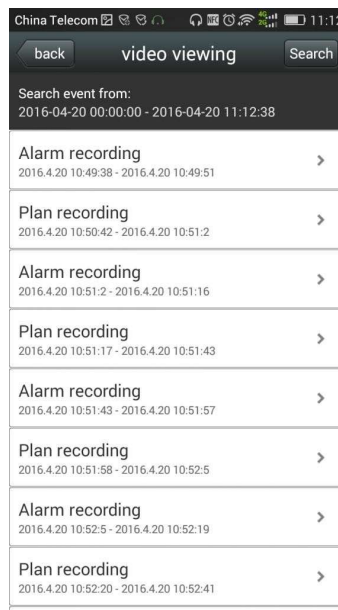 China Telecom 4G 2G 11:12
back
video viewing
Search
Search event from:
2016-04-20 00:00:00 - 2016-04-20 11:12:38
Alarm recording
2016.4.20 10:49:38 - 2016.4.20 10:49:51
Plan recording
2016.4.20 10:50:42 - 2016.4.20 10:51:2
Alarm recording
2016.4.20 10:51:2 - 2016.4.20 10:51:16
Plan recording
2016.4.20 10:51:17 - 2016.4.20 10:51:43
Alarm recording
2016.4.20 10:51:43 - 2016.4.20 10:51:57
Plan recording
2016.4.20 10:51:58 - 2016.4.20 10:52:5
Alarm recording
2016.4.20 10:52:5 - 2016.4.20 10:52:19
Plan recording
2016.4.20 10:52:20 - 2016.4.20 10:52:41